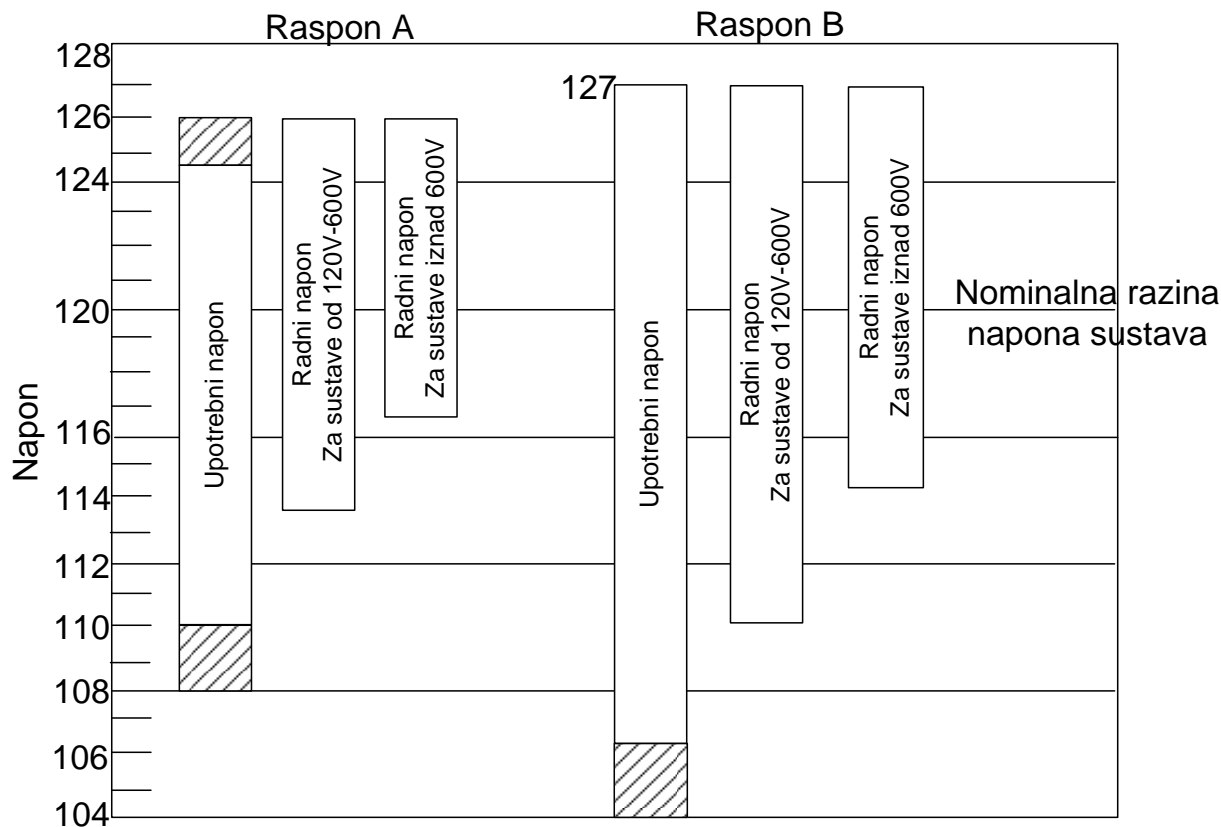 Raspon A
Raspon B
128
127
126
124
120
116
114
112
110
108
106
104
Napon
Upotrebni napon
Radni napon
Za sustave od 120V-600V
Radni napon
Za sustave iznad 600V
Upotrebni napon
Radni napon
Za sustave od 120V-600V
Radni napon
Za sustave iznad 600V
Nominalna razina
napona sustava